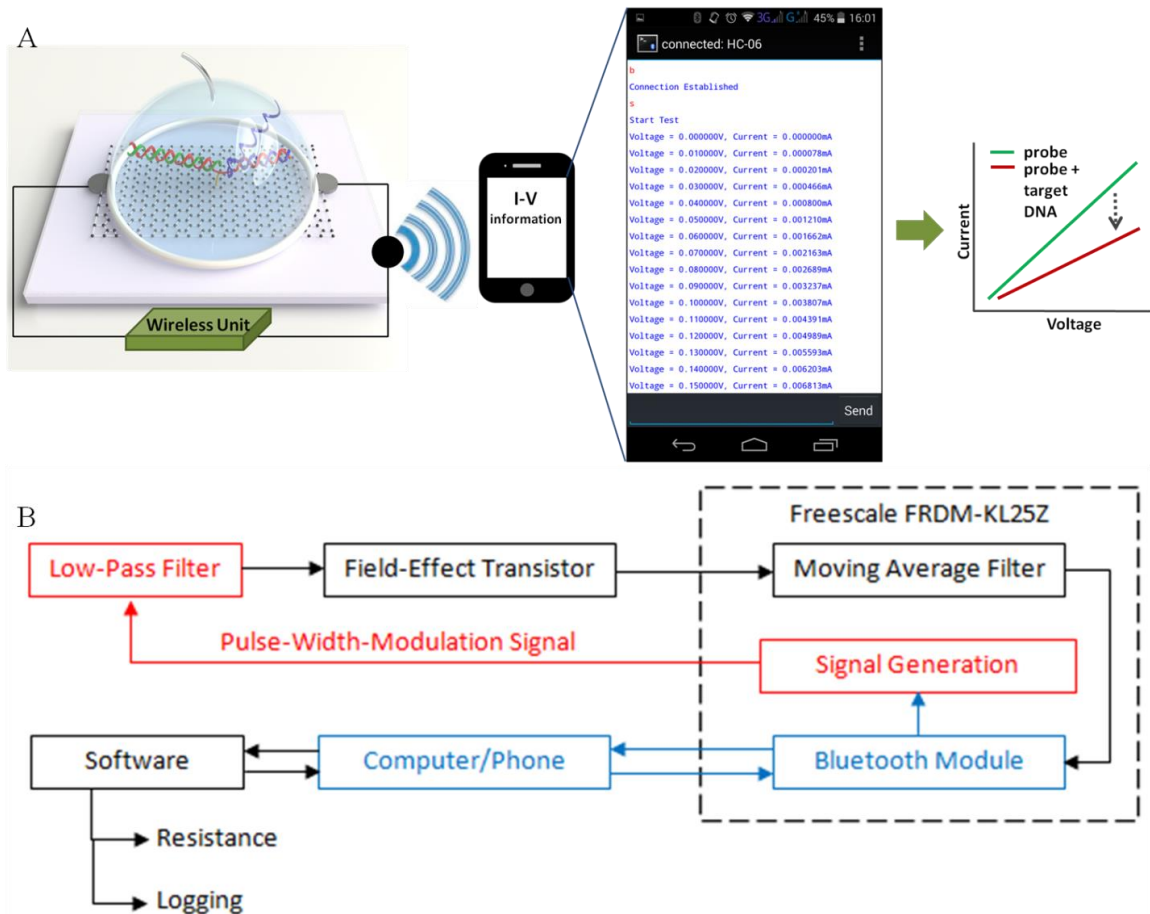 A
Wireless Unit
I-V
information
3G G 45% 16:01
connected: HC-06
b
Connection Established
s
Start Test
Voltage = 0.000000V, Current = 0.000000mA
Voltage = 0.010000V, Current = 0.000078mA
Voltage = 0.020000V, Current = 0.000201mA
Voltage = 0.030000V, Current = 0.000466mA
Voltage = 0.040000V, Current = 0.000800mA
Voltage = 0.050000V, Current = 0.001210mA
Voltage = 0.060000V, Current = 0.001662mA
Voltage = 0.070000V, Current = 0.002163mA
Voltage = 0.080000V, Current = 0.002689mA
Voltage = 0.090000V, Current = 0.003237mA
Voltage = 0.100000V, Current = 0.003807mA
Voltage = 0.110000V, Current = 0.004391mA
Voltage = 0.120000V, Current = 0.004989mA
Voltage = 0.130000V, Current = 0.005593mA
Voltage = 0.140000V, Current = 0.006203mA
Voltage = 0.150000V, Current = 0.006813mA
Send
probe
probe +
target
DNA
Current
Voltage
B
Freescale FRDM-KL25Z
Low-Pass Filter
Field-Effect Transistor
Moving Average Filter
Pulse-Width-Modulation Signal
Signal Generation
Software
Computer/Phone
Bluetooth Module
Resistance
Logging